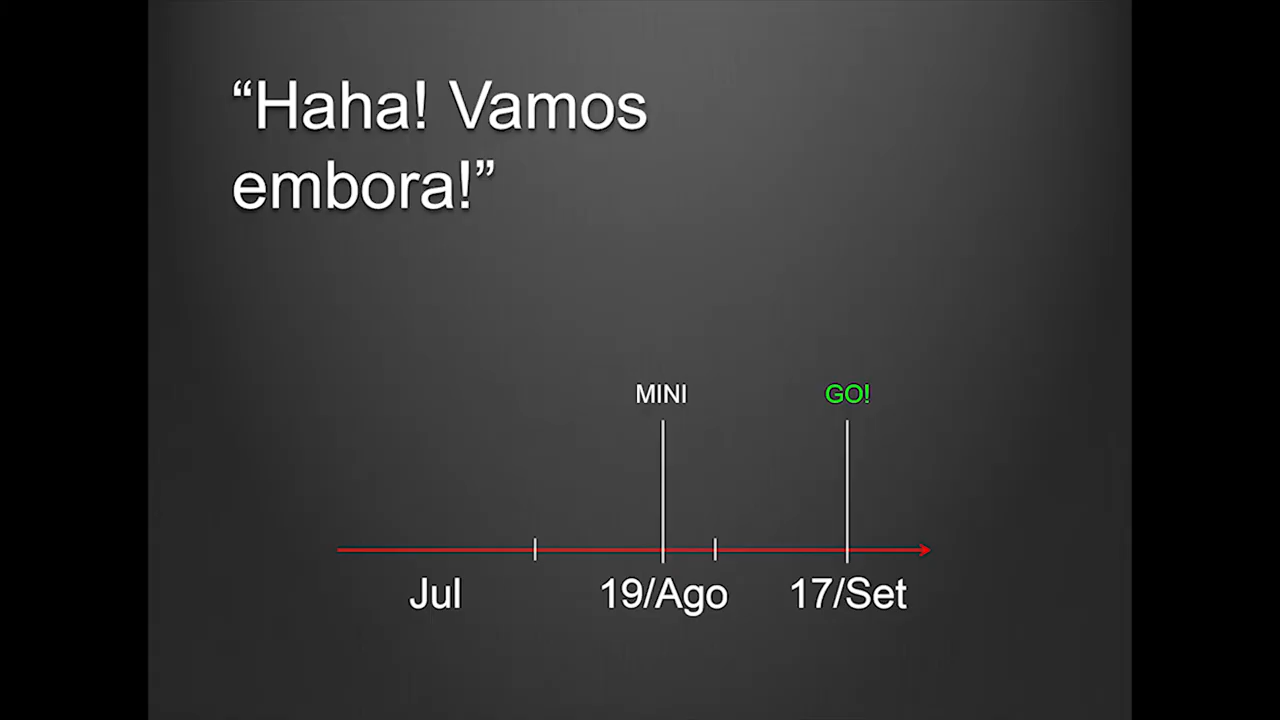 “Haha! Vamos
embora!”
MINI
GO!
Jul
19/Ago
17/Set